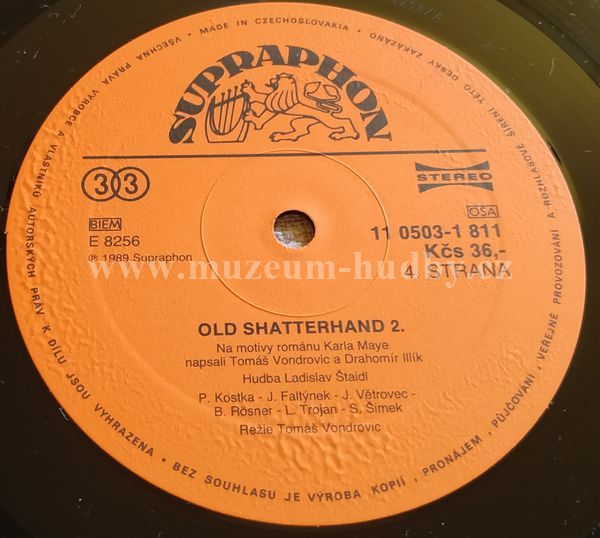 VŠECHNA PRÁVA VÝROBCE A VLASTNÍKŮ AUTORSKÝCH PRÁV K DÍLU JSOU VYHRAZENA • BEZ SOUHLASU JE VÝROBA KOPIÍ, PRONÁJEM, PŮJČOVÁNÍ, VEŘEJNÉ PROVOZOVÁNÍ A ROZHLASOVÉ ŠÍŘENÍ TÉTO DESKY ZAKÁZÁNO • MADE IN CZECHOSLOVAKIA •
SUPRAPHON
33
STEREO
BIEM
E 8256
℗ 1989 Supraphon
OSA
11 0503-1 811
Kčs 36,-
4. STRANA
www.muzeum-hudby.cz
OLD SHATTERHAND 2.
Na motivy románu Karla Maye
napsali Tomáš Vondrovic a Drahomír Illík
Hudba Ladislav Štaidl
P. Kostka - J. Faltýnek - J. Větrovec -
B. Rösner - L. Trojan - S. Šimek
Režie Tomáš Vondrovic